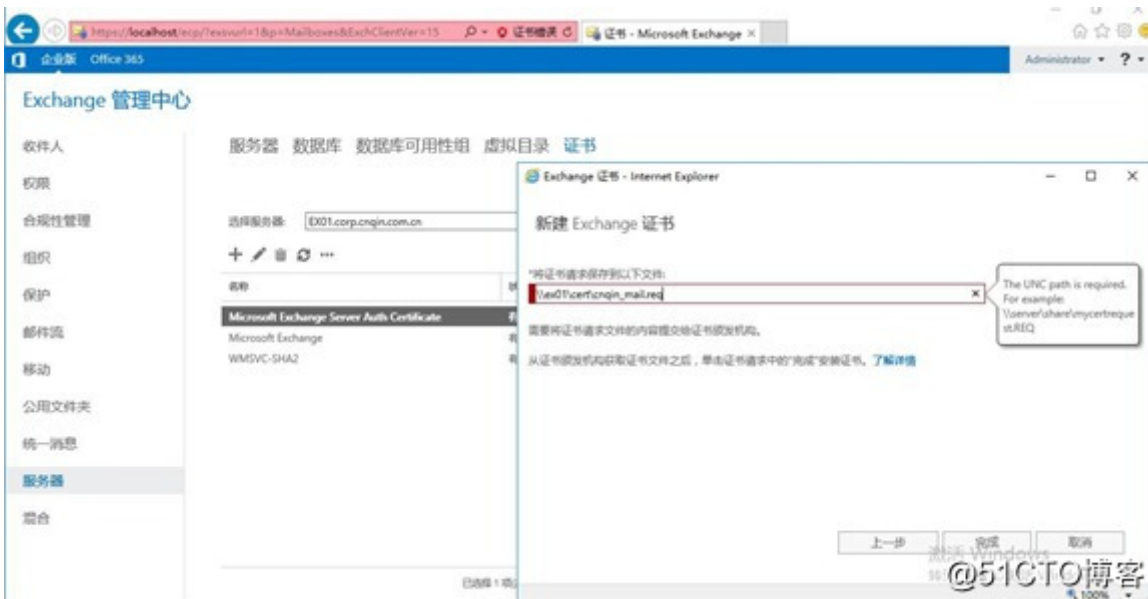 https://localhost/ecp/?exsvurl=1&p=Mailboxes&ExchClientVer=15
证书错误
证书 - Microsoft Exchange
企业版 Office 365
Administrator ?
Exchange 管理中心
收件人
权限
合规性管理
组织
保护
邮件流
移动
公用文件夹
统一消息
服务器
混合
服务器 数据库 数据库可用性组 虚拟目录 证书
选择服务器: EX01.corp.cnqin.com.cn
名称
Microsoft Exchange Server Auth Certificate
Microsoft Exchange
WMSVC-SHA2
已选择 1 项
Exchange 证书 - Internet Explorer
新建 Exchange 证书
*将证书请求保存到以下文件:
\\ex01\cert\cnqin_mail.req
The UNC path is required.
For example:
\\server\share\mycertreque
st.REQ
需要将证书请求文件的内容提交给证书颁发机构。
从证书颁发机构获取证书文件之后，单击证书请求中的"完成"安装证书。了解详情
上一步 完成 取消
激活 Windows
@51CTO博客
100%